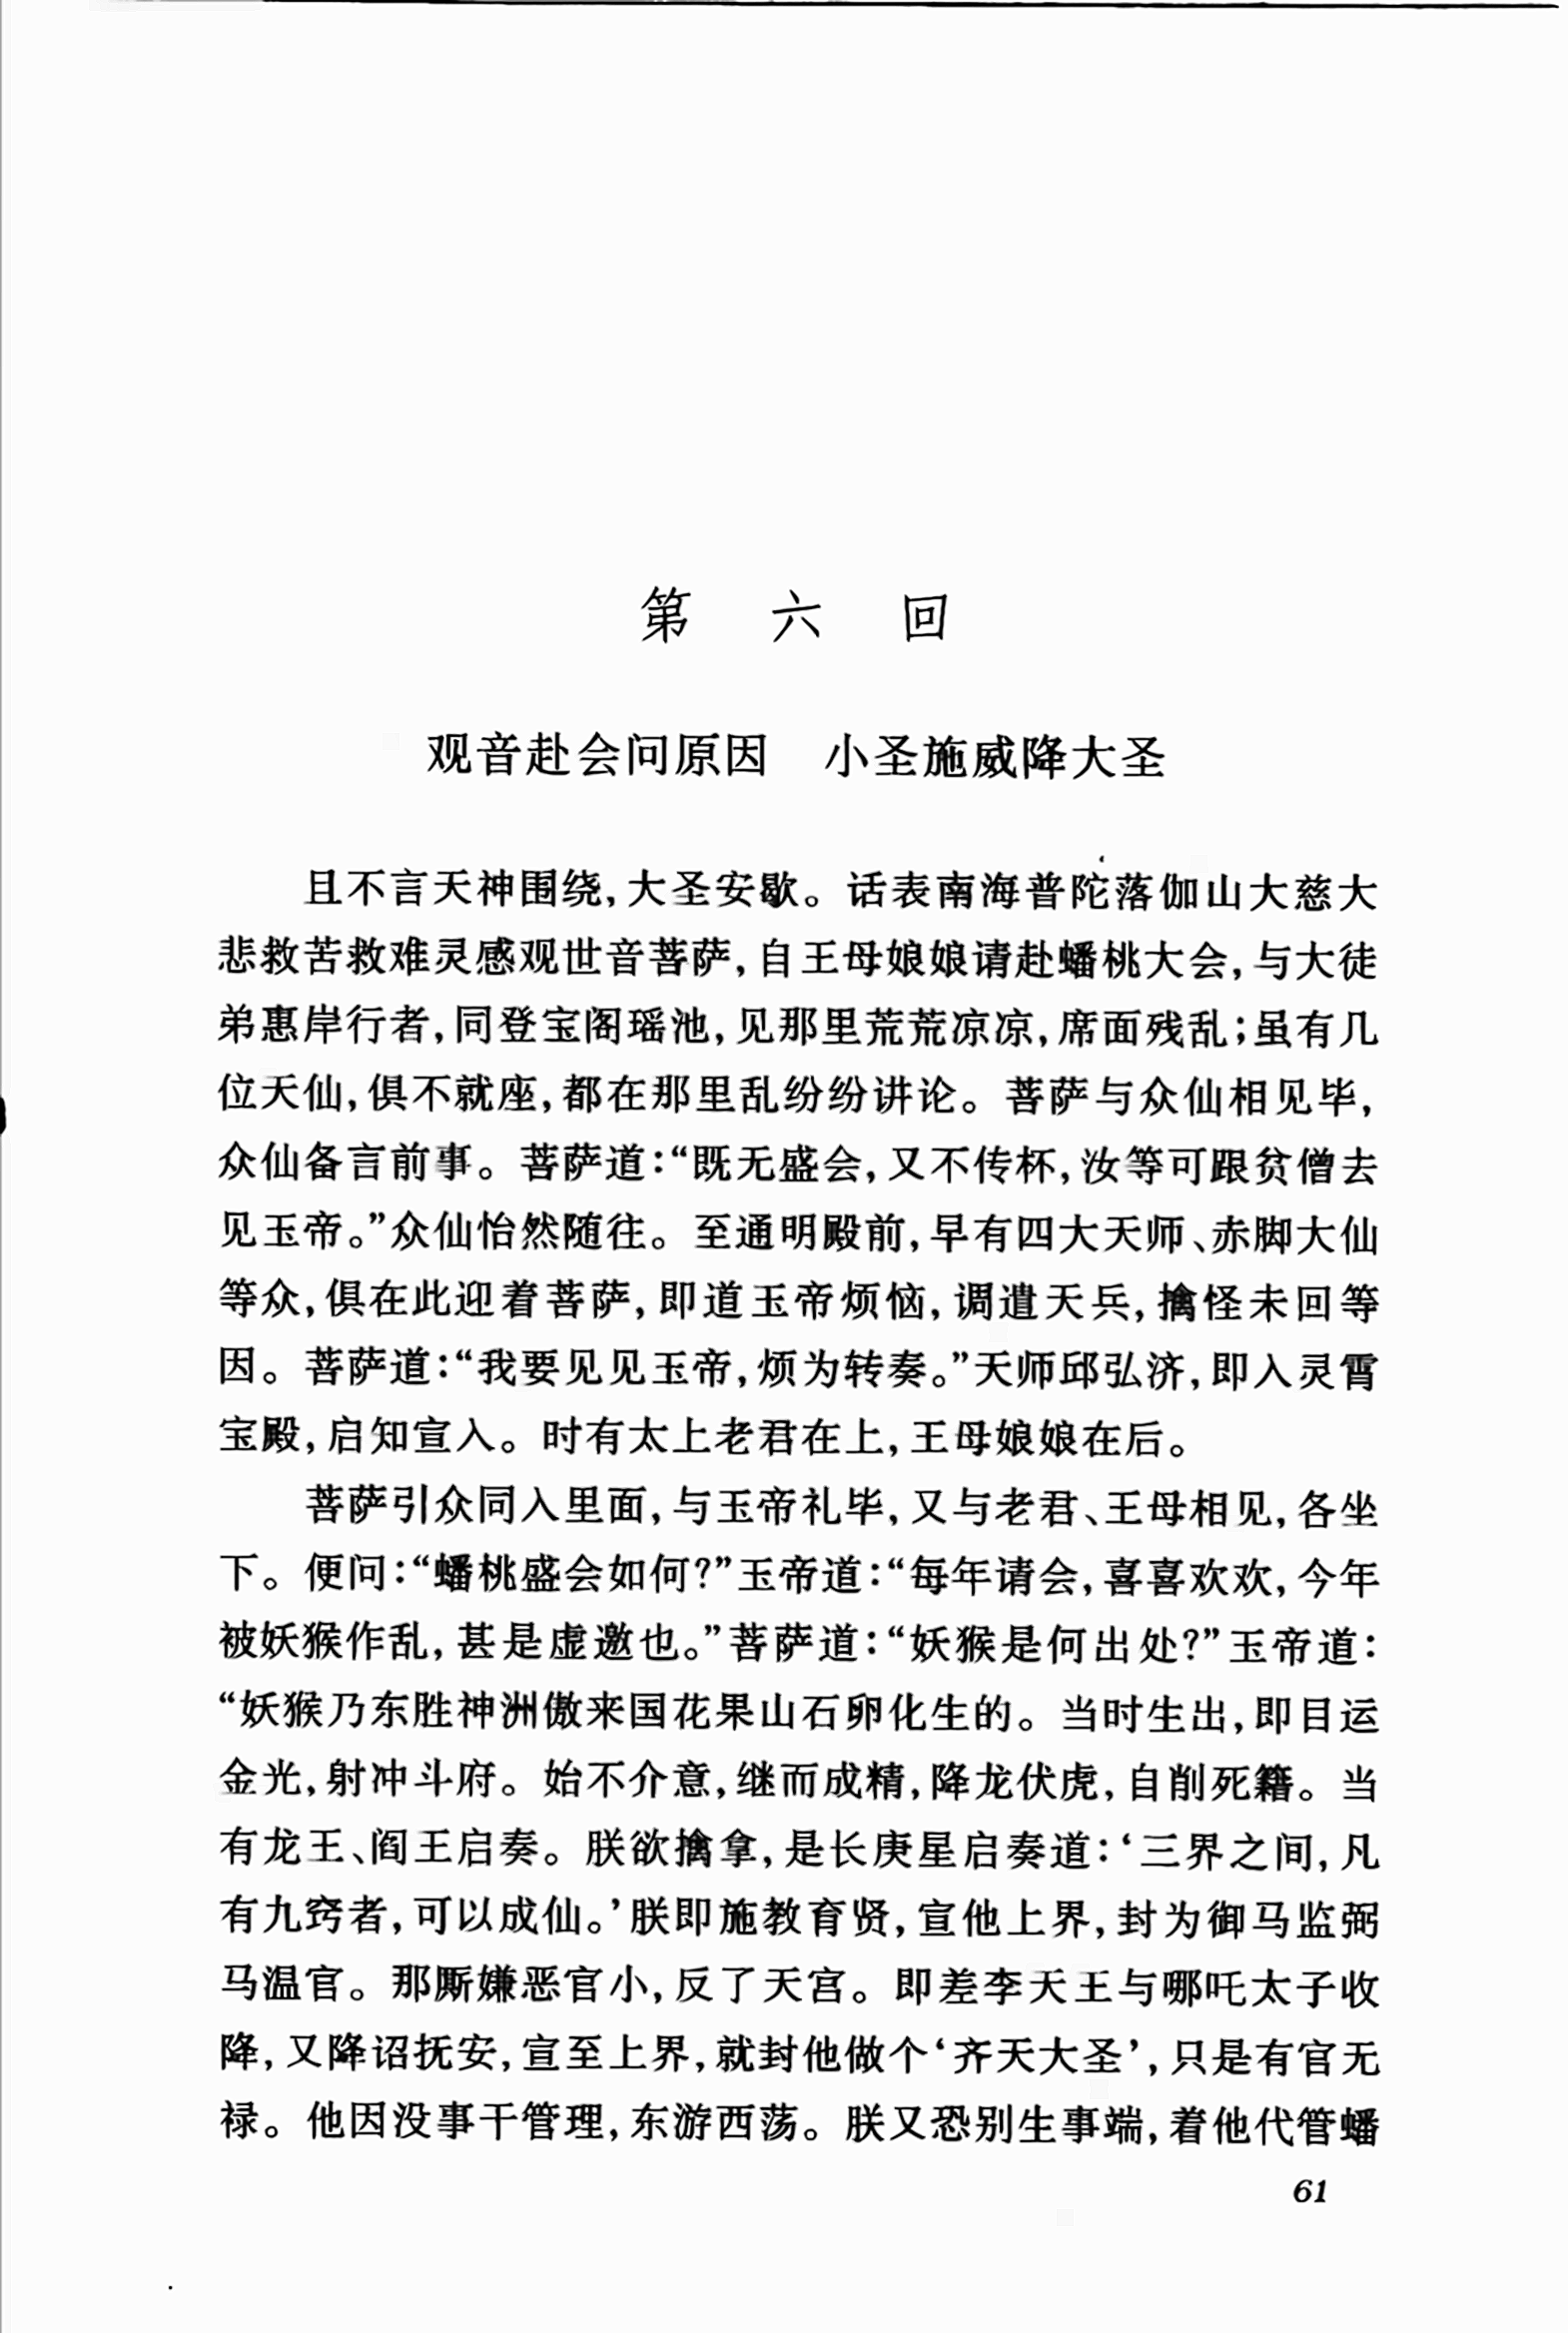 第 六 回
观音赴会问原因 小圣施威降大圣
且不言天神围绕,大圣安歇。话表南海普陀落伽山大慈大
悲救苦救难灵感观世音菩萨,自王母娘娘请赴蟠桃大会,与大徒
弟惠岸行者,同登宝阁瑶池,见那里荒荒凉凉,席面残乱;虽有几
位天仙,俱不就座,都在那里乱纷纷讲论。菩萨与众仙相见毕,
众仙备言前事。菩萨道:“既无盛会,又不传杯,汝等可跟贫僧去
见玉帝。”众仙怡然随往。至通明殿前,早有四大天师、赤脚大仙
等众,俱在此迎着菩萨,即道玉帝烦恼,调遣天兵,擒怪未回等
因。菩萨道:“我要见见玉帝,烦为转奏。”天师邱弘济,即入灵霄
宝殿,启知宣入。时有太上老君在上,王母娘娘在后。
菩萨引众同入里面,与玉帝礼毕,又与老君、王母相见,各坐
下。便问:“蟠桃盛会如何?”玉帝道:“每年请会,喜喜欢欢,今年
被妖猴作乱,甚是虚邀也。”菩萨道:“妖猴是何出处?”玉帝道:
“妖猴乃东胜神洲傲来国花果山石卵化生的。当时生出,即目运
金光,射冲斗府。始不介意,继而成精,降龙伏虎,自削死籍。当
有龙王、阎王启奏。朕欲擒拿,是长庚星启奏道:‘三界之间,凡
有九窍者,可以成仙。’朕即施教育贤,宣他上界,封为御马监弼
马温官。那厮嫌恶官小,反了天宫。即差李天王与哪吒太子收
降,又降诏抚安,宣至上界,就封他做个‘齐天大圣’,只是有官无
禄。他因没事干管理,东游西荡。朕又恐别生事端,着他代管蟠
61